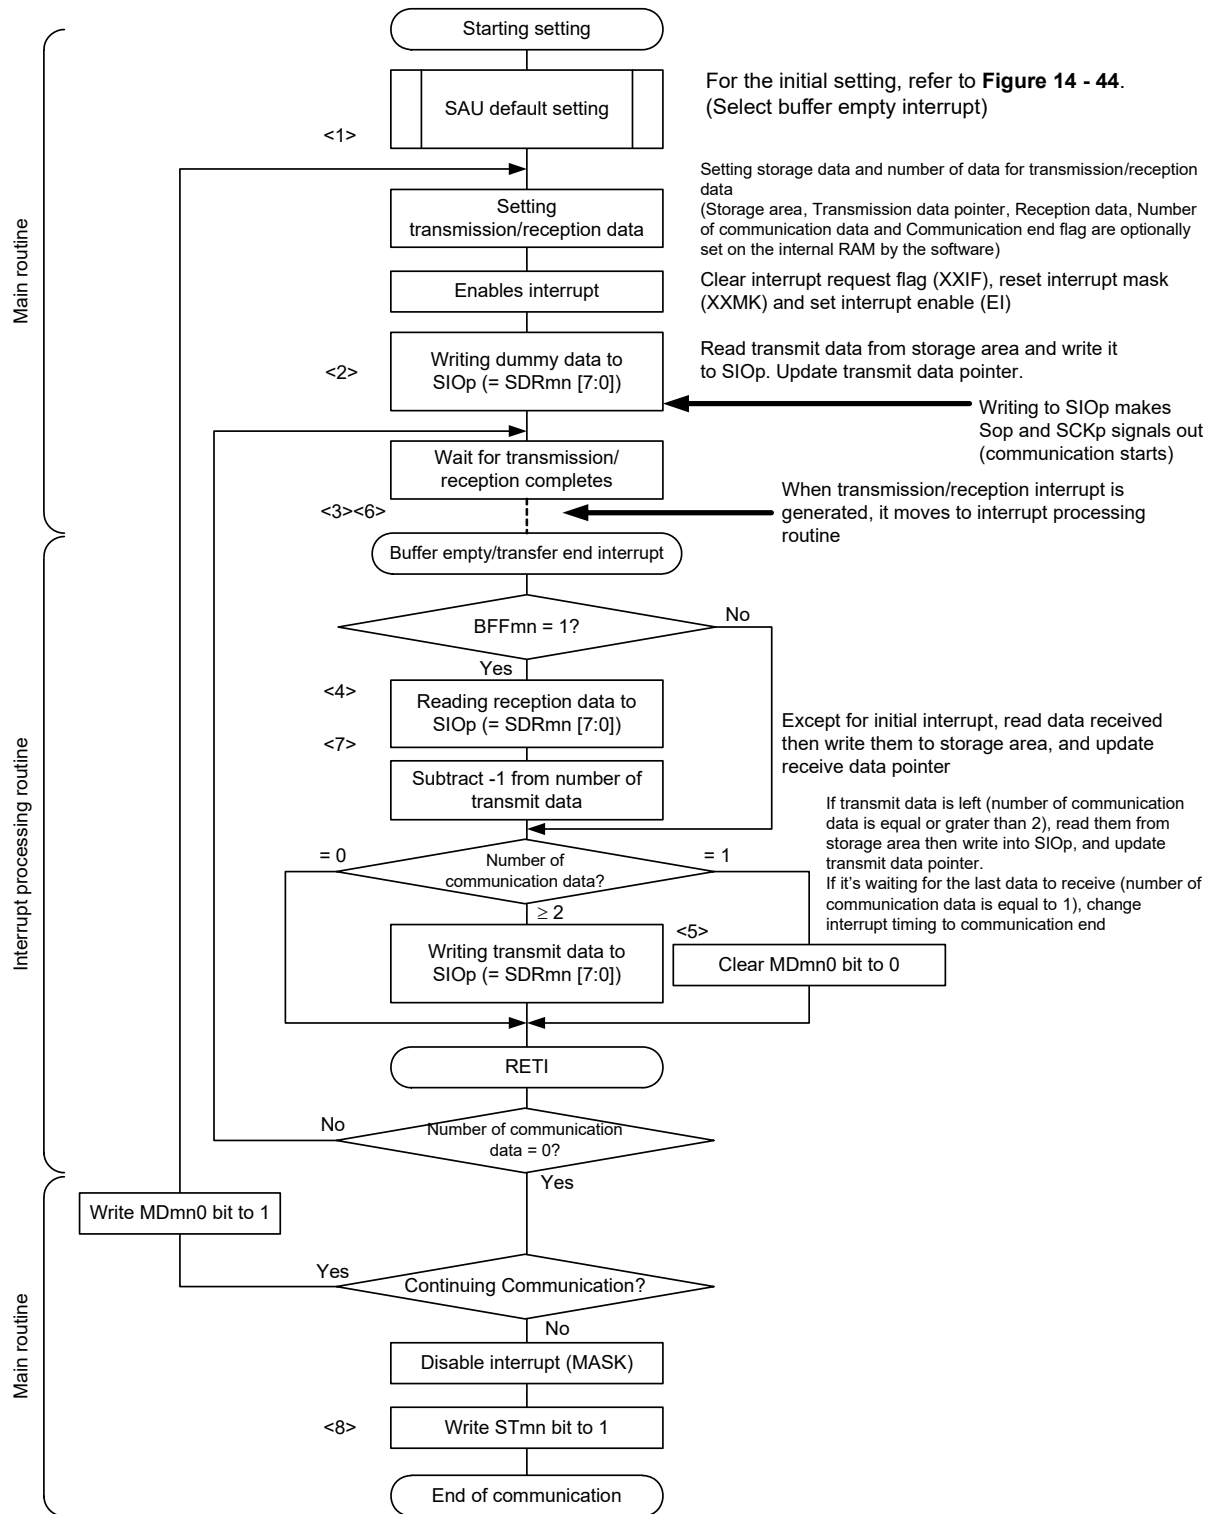 Starting setting
SAU default setting
For the initial setting, refer to Figure 14 - 44.
(Select buffer empty interrupt)
<1>
Setting storage data and number of data for transmission/reception
data
(Storage area, Transmission data pointer, Reception data, Number
of communication data and Communication end flag are optionally
set on the internal RAM by the software)
Setting
transmission/reception data
Main routine
Enables interrupt
Clear interrupt request flag (XXIF), reset interrupt mask
(XXMK) and set interrupt enable (EI)
<2>
Writing dummy data to
SIOp (= SDRmn [7:0])
Read transmit data from storage area and write it
to SIOp. Update transmit data pointer.
Writing to SIOp makes
Sop and SCKp signals out
(communication starts)
Wait for transmission/
reception completes
<3><6>
When transmission/reception interrupt is
generated, it moves to interrupt processing
routine
Buffer empty/transfer end interrupt
BFFmn = 1?
No
Yes
<4>
Reading reception data to
SIOp (= SDRmn [7:0])
<7>
Except for initial interrupt, read data received
then write them to storage area, and update
receive data pointer
Subtract -1 from number of
transmit data
Interrupt processing routine
If transmit data is left (number of communication
data is equal or grater than 2), read them from
storage area then write into SIOp, and update
transmit data pointer.
If it's waiting for the last data to receive (number of
communication data is equal to 1), change
interrupt timing to communication end
= 0
Number of
communication data?
= 1
≥ 2
<5>
Writing transmit data to
SIOp (= SDRmn [7:0])
Clear MDmn0 bit to 0
RETI
No
Number of communication
data = 0?
Yes
Write MDmn0 bit to 1
Yes
Continuing Communication?
No
Main routine
Disable interrupt (MASK)
<8>
Write STmn bit to 1
End of communication